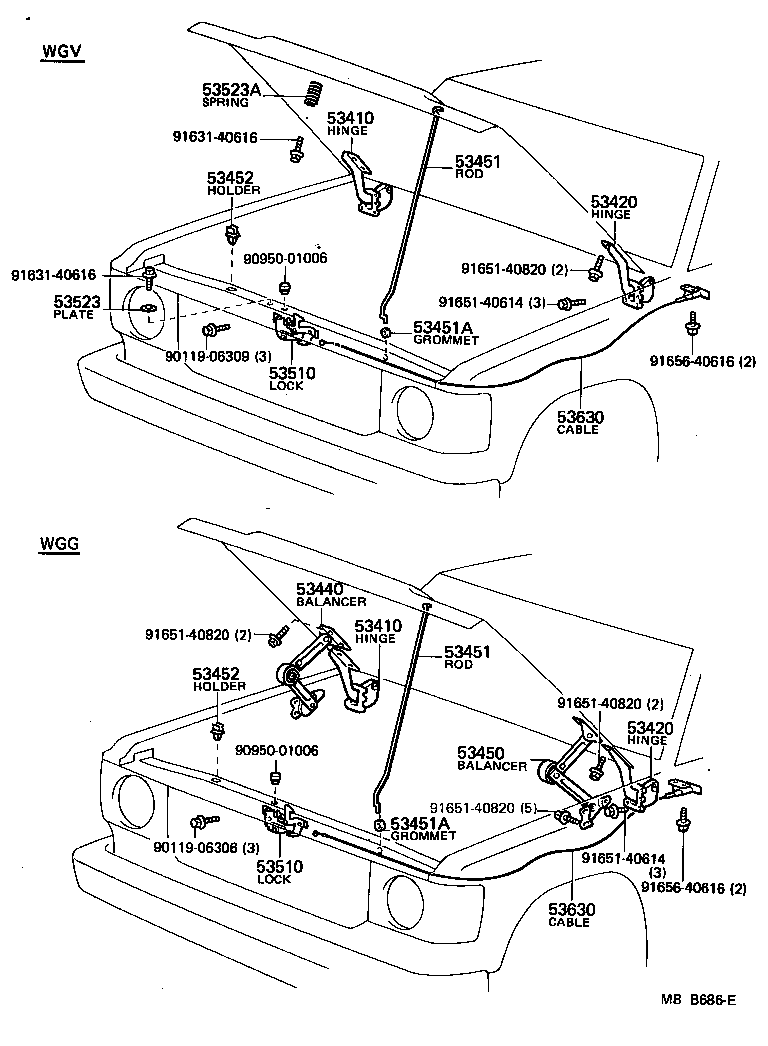 WGV
53523A
SPRING
53410
HINGE
91631-40616
53451
ROD
53452
HOLDER
53420
HINGE
90950-01006
91651-40820 (2)
91631-40616
53523
PLATE
91651-40614 (3)
53451A
GROMMET
90119-06309 (3)
53510
LOCK
91656-40616 (2)
53630
CABLE
WGG
53440
BALANCER
91651-40820 (2)
53410
HINGE
53451
ROD
53452
HOLDER
91651-40820 (2)
53420
HINGE
90950-01006
53450
BALANCER
91651-40820 (5)
53451A
GROMMET
90119-06306 (3)
53510
LOCK
91651-40614
(3)
91656-40616 (2)
53630
CABLE
MB B686-E